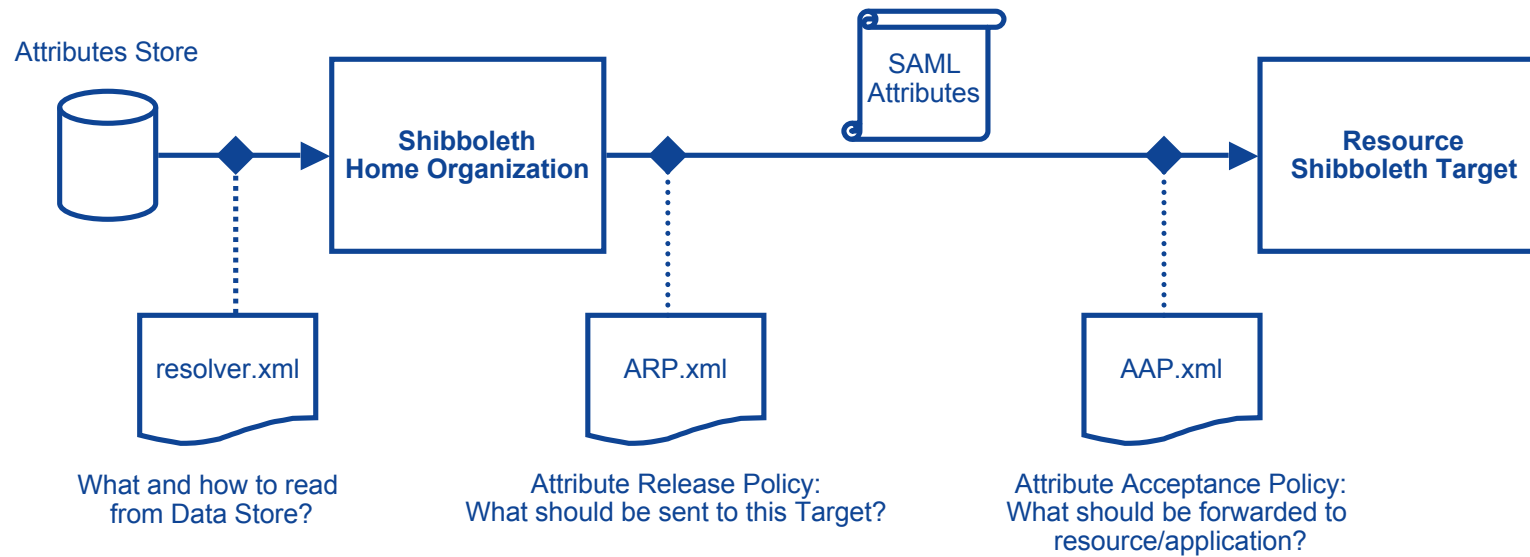 Attributes Store
Shibboleth
Home Organization
SAML
Attributes
Resource
Shibboleth Target
resolver.xml
ARP.xml
AAP.xml
What and how to read
from Data Store?
Attribute Release Policy:
What should be sent to this Target?
Attribute Acceptance Policy:
What should be forwarded to
resource/application?